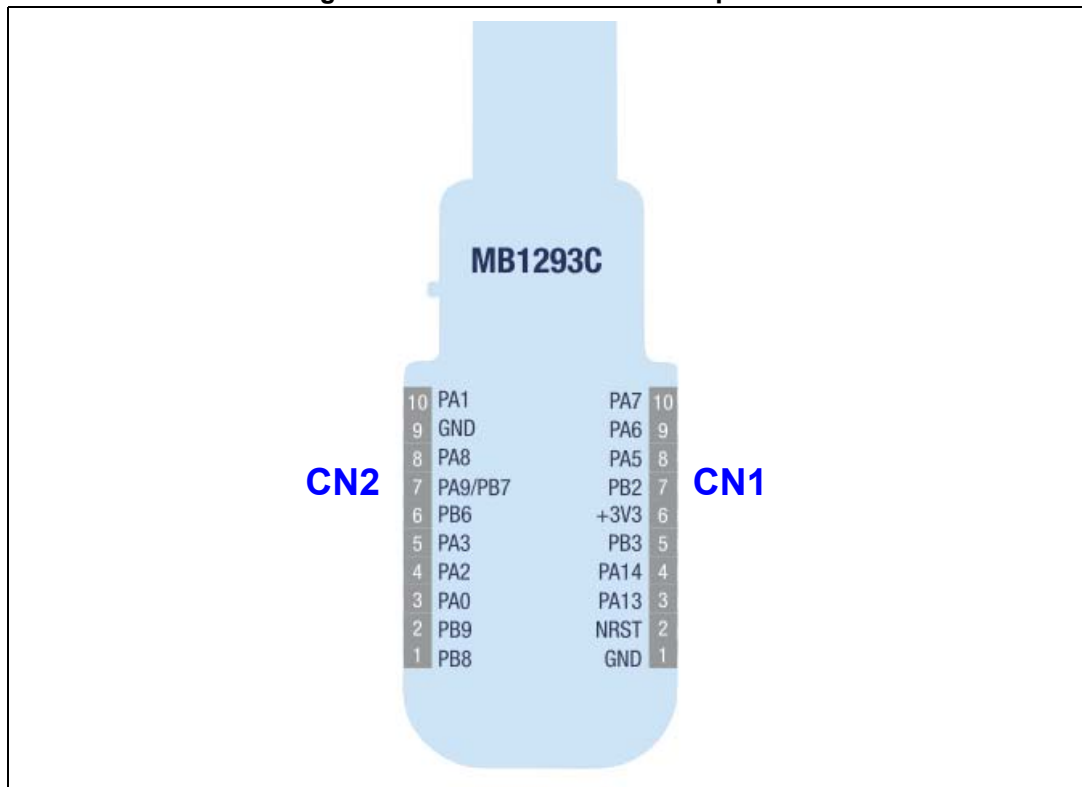 MB1293C
10 PA1 PA7 10
9 GND PA6 9
8 PA8 PA5 8
CN2 7 PA9/PB7 PB2 7 CN1
6 PB6 +3V3 6
5 PA3 PB3 5
4 PA2 PA14 4
3 PA0 PA13 3
2 PB9 NRST 2
1 PB8 GND 1